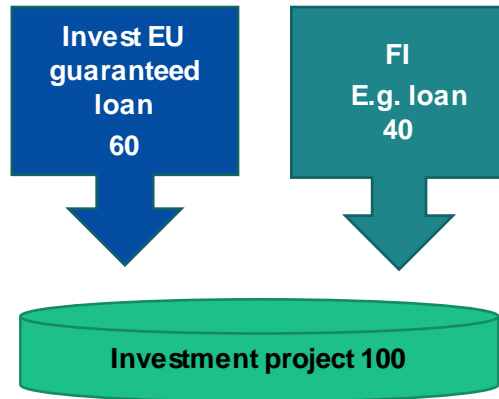 Invest EU
guaranteed
loan
60
FI
E.g. loan
40
Investment project 100